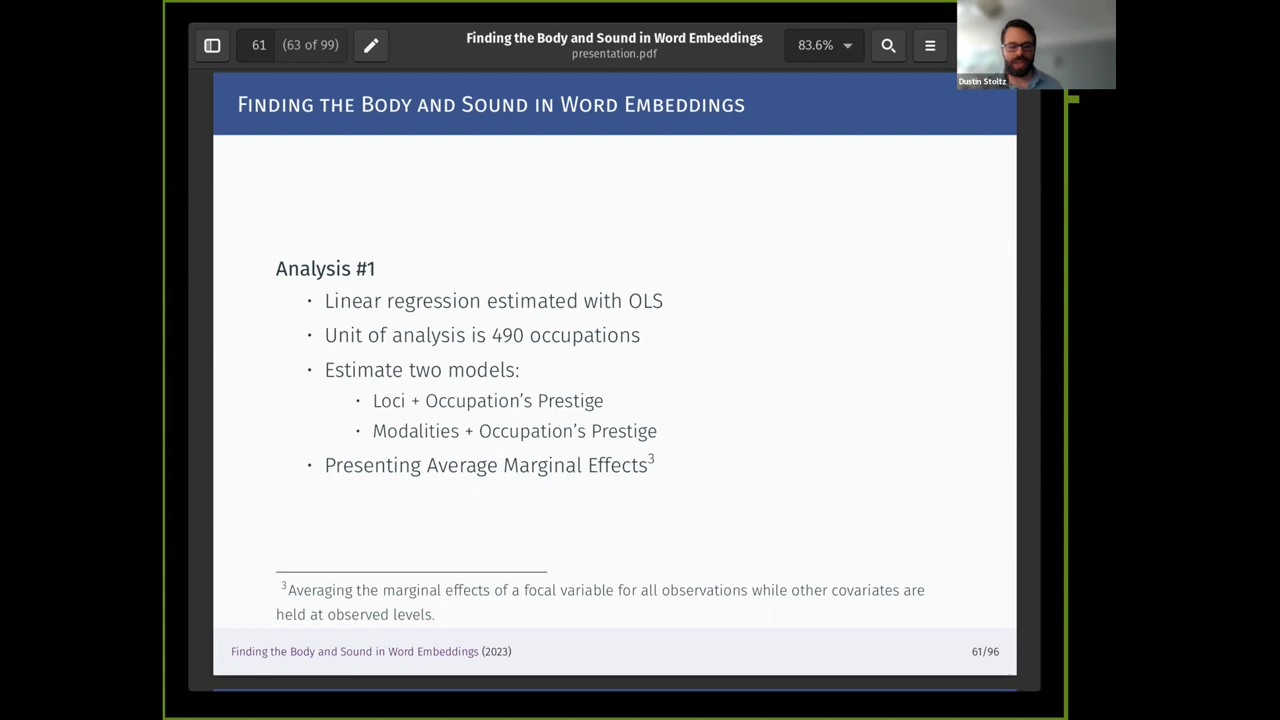 61 (63 of 99)
Finding the Body and Sound in Word Embeddings
presentation.pdf
83.6%
Dustin Stoltz
Finding the Body and Sound in Word Embeddings
Analysis #1
· Linear regression estimated with OLS
· Unit of analysis is 490 occupations
· Estimate two models:
· Loci + Occupation's Prestige
· Modalities + Occupation's Prestige
· Presenting Average Marginal Effects3
3Averaging the marginal effects of a focal variable for all observations while other covariates are
held at observed levels.
Finding the Body and Sound in Word Embeddings (2023) 61/96